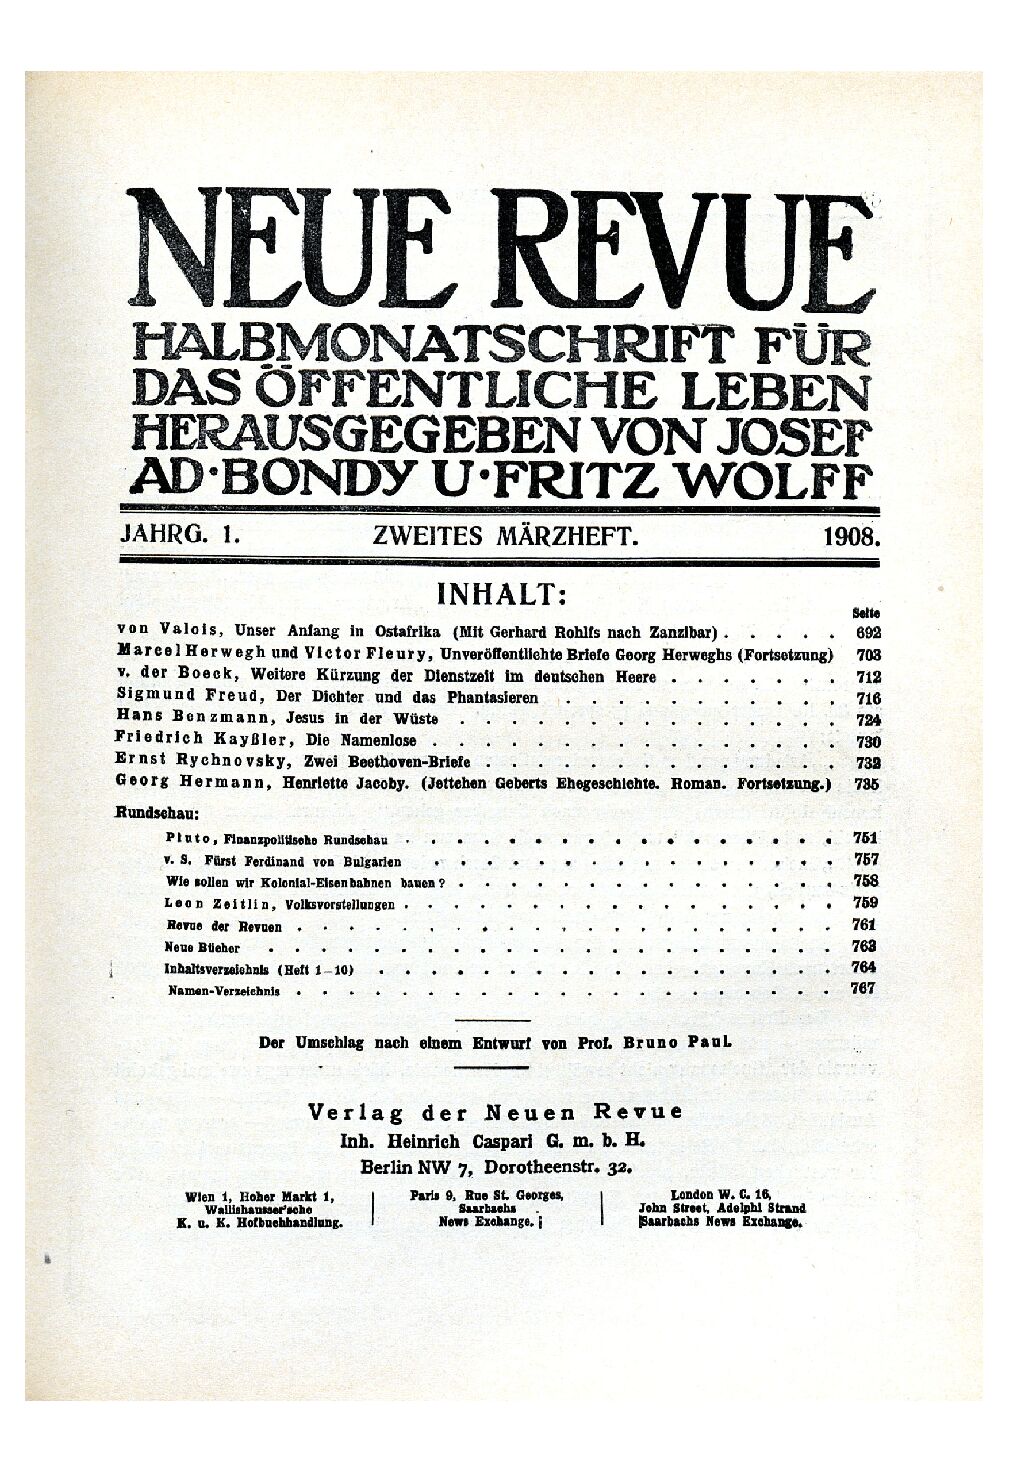 NEUE REVUE
HALBMONATSCHRIFT FÜR
DAS ÖFFENTLICHE LEBEN
HERAUSGEGEBEN VON JOSEF
AD·BONDY U·FRITZ WOLFF
JAHRG. 1. ZWEITES MÄRZHEFT. 1908.
INHALT:
Seite
von Valois, Unser Anfang in Ostafrika (Mit Gerhard Rohlfs nach Zanzibar) . . . . . 692
Marcel Herwegh und Victor Fleury, Unveröffentlichte Briefe Georg Herweghs (Fortsetzung) 703
v. der Boeck, Weitere Kürzung der Dienstzeit im deutschen Heere . . . . . . . 712
Sigmund Freud, Der Dichter und das Phantasieren . . . . . . . . . . . 716
Hans Benzmann, Jesus in der Wüste . . . . . . . . . . . . . . . 724
Friedrich Kayßler, Die Namenlose . . . . . . . . . . . . . . . . 730
Ernst Rychnovsky, Zwei Beethoven-Briefe . . . . . . . . . . . . . . 732
Georg Hermann, Henriette Jacoby. (Jettchen Geberts Ehegeschichte. Roman. Fortsetzung.) 735
Rundschau:
Pluto, Finanzpolitische Rundschau . . . . . . . . . . . . . . . . . 751
v. S. Fürst Ferdinand von Bulgarien . . . . . . . . . . . . . . . . 757
Wie sollen wir Kolonial-Eisenbahnen bauen? . . . . . . . . . . . . . . . 758
Leon Zeitlin, Volksvorstellungen . . . . . . . . . . . . . . . . . 759
Revue der Revuen . . . . . . . . . . . . . . . . . . . . . 761
Neue Bücher . . . . . . . . . . . . . . . . . . . . . . 763
Inhaltsverzeichnis (Heft 1–10) . . . . . . . . . . . . . . . . . . 764
Namen-Verzeichnis . . . . . . . . . . . . . . . . . . . . . 767
Der Umschlag nach einem Entwurf von Prof. Bruno Paul.
Verlag der Neuen Revue
Inh. Heinrich Caspari G. m. b. H.
Berlin NW 7, Dorotheenstr. 32.
Wien 1, Hoher Markt 1,
Wallishausser'sche
K. u. K. Hofbuchhandlung.
Paris 9, Rue St. Georges,
Saarbachs
News Exchange.
London W. C. 16,
John Street, Adelphi Strand
Saarbachs News Exchange.